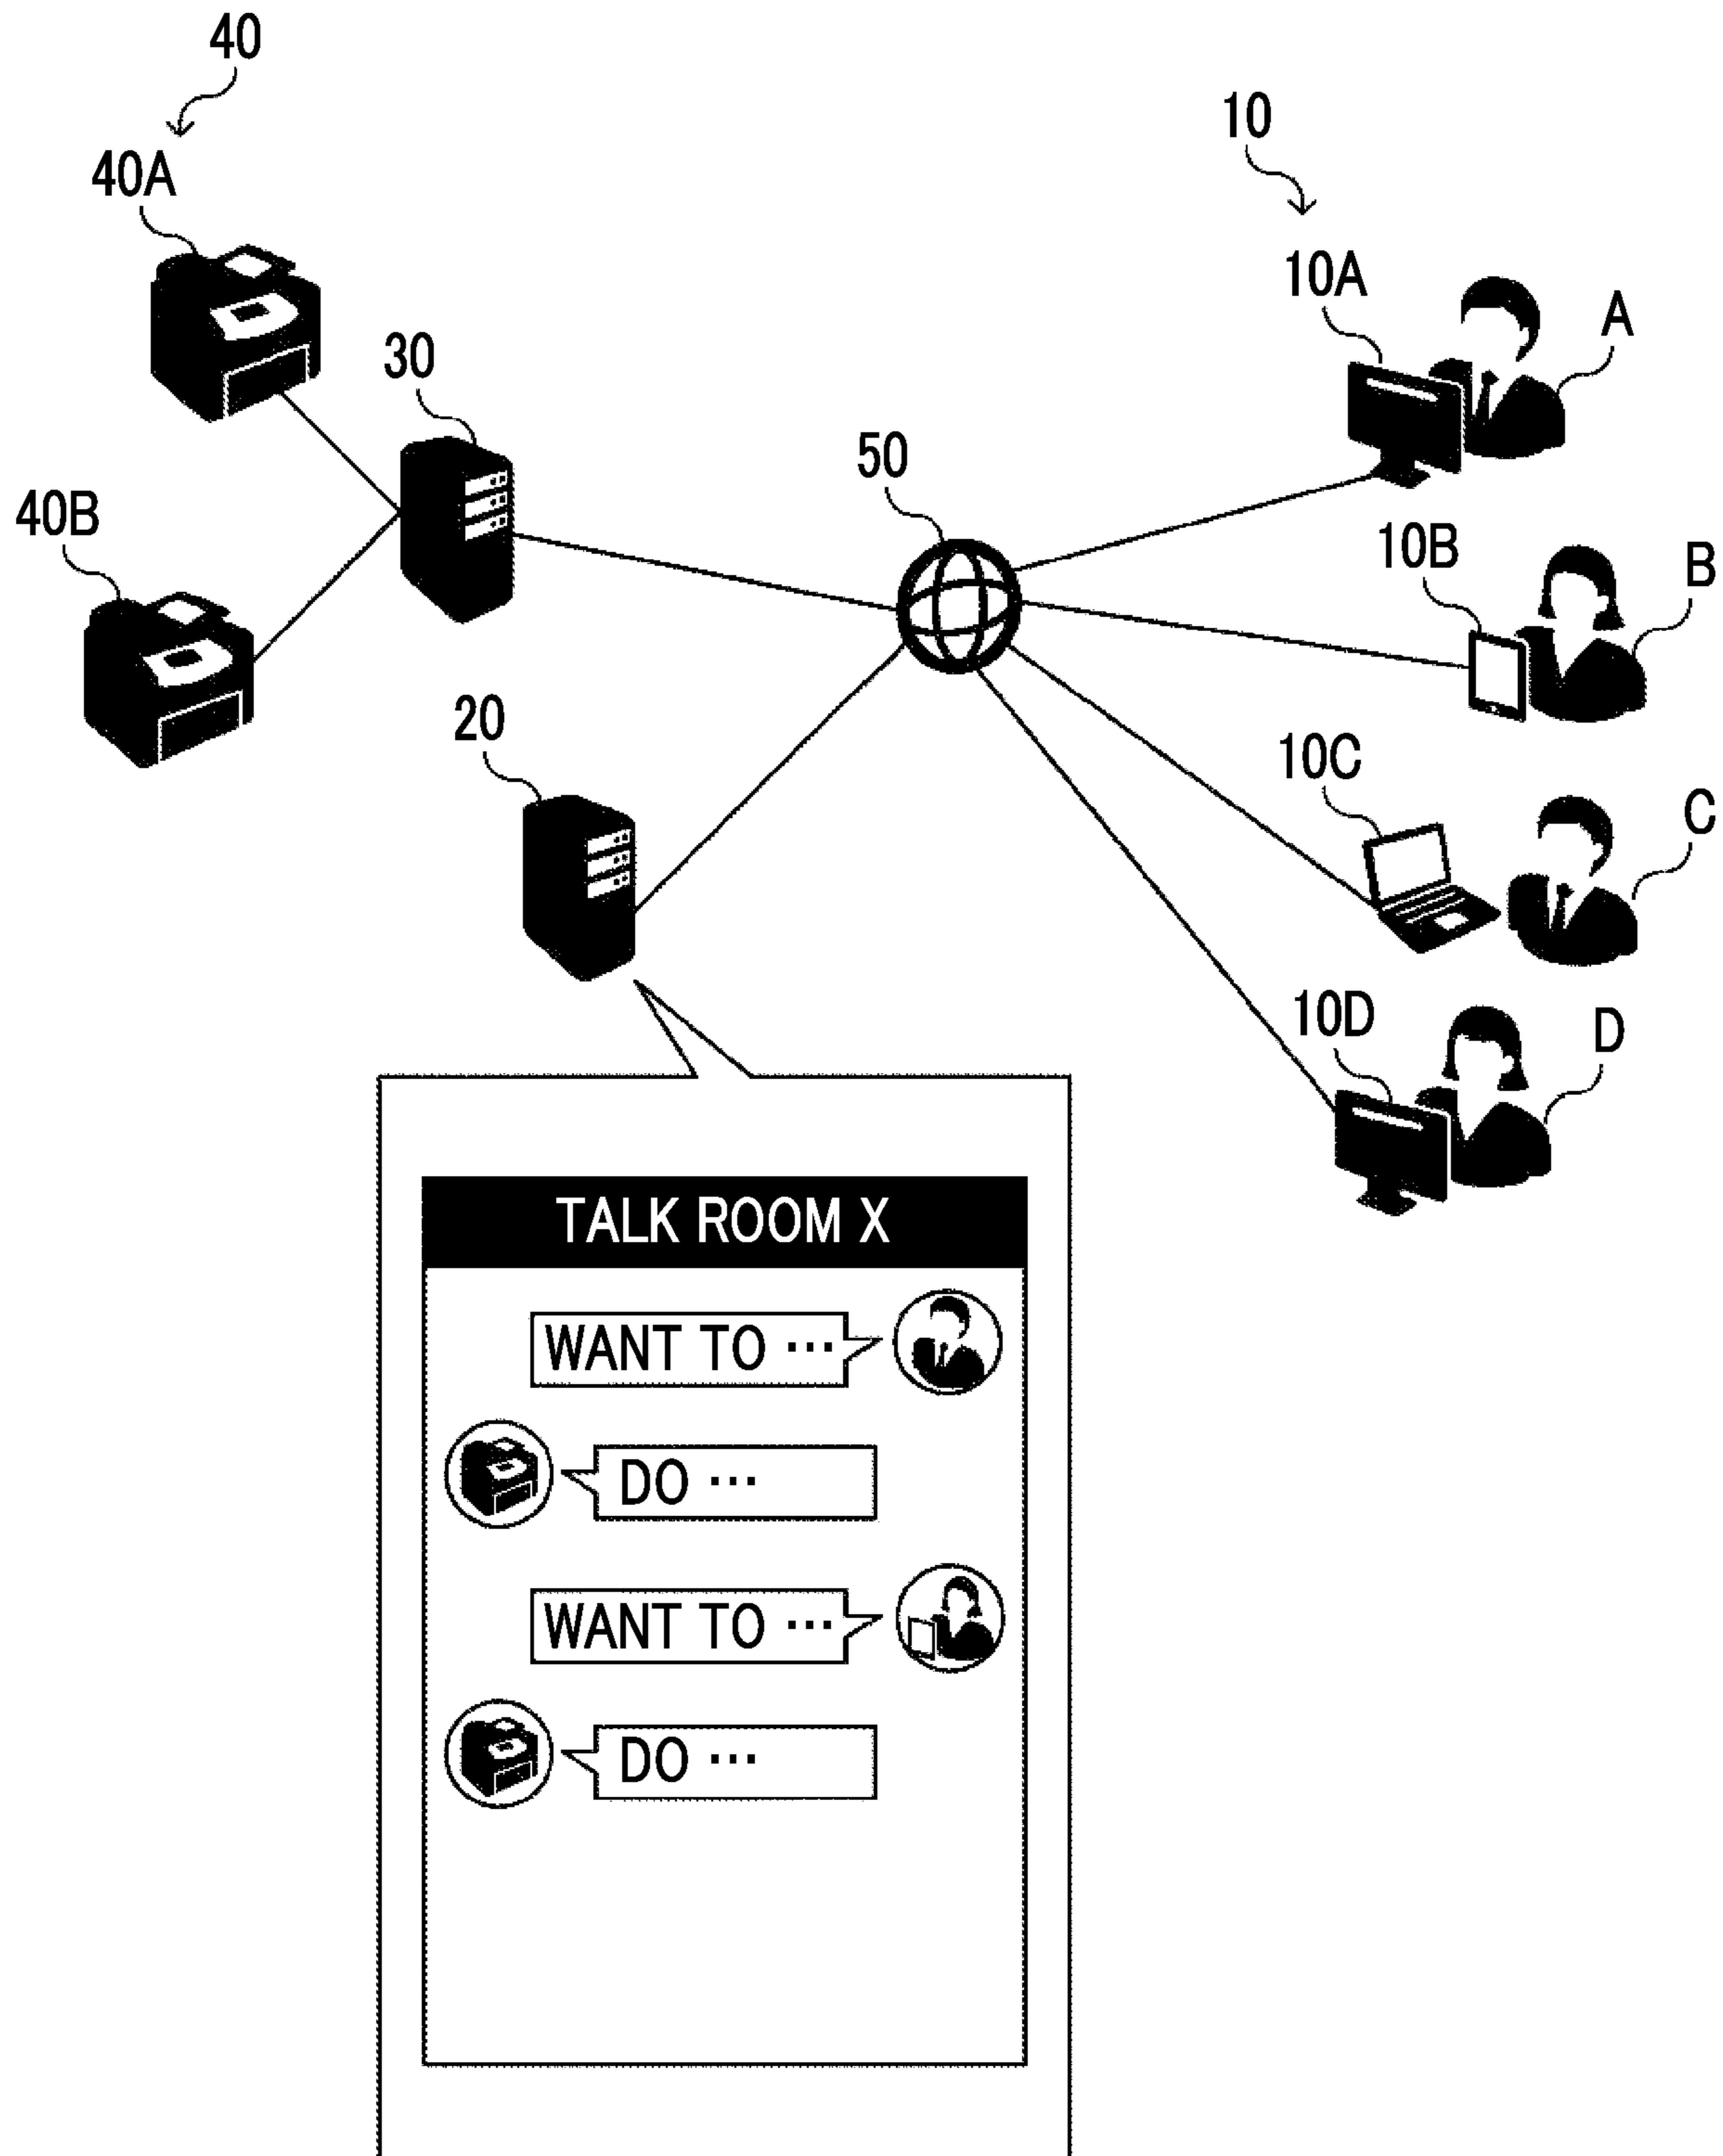 40
10
40A
10A
A
30
50
40B
10B
B
20
10C
C
10D
D
TALK ROOM X
WANT TO ···
DO ···
WANT TO ···
DO ···